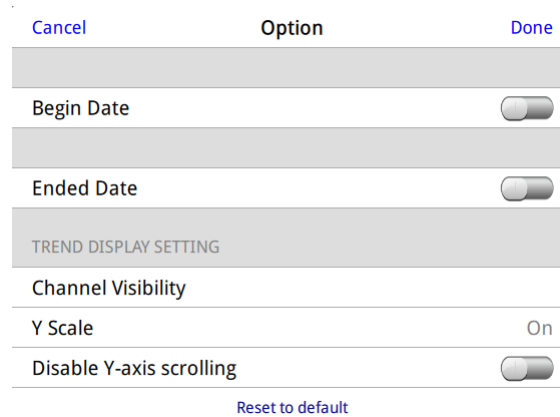 Cancel Option Done
Begin Date
Ended Date
TREND DISPLAY SETTING
Channel Visibility
Y Scale On
Disable Y-axis scrolling
Reset to default